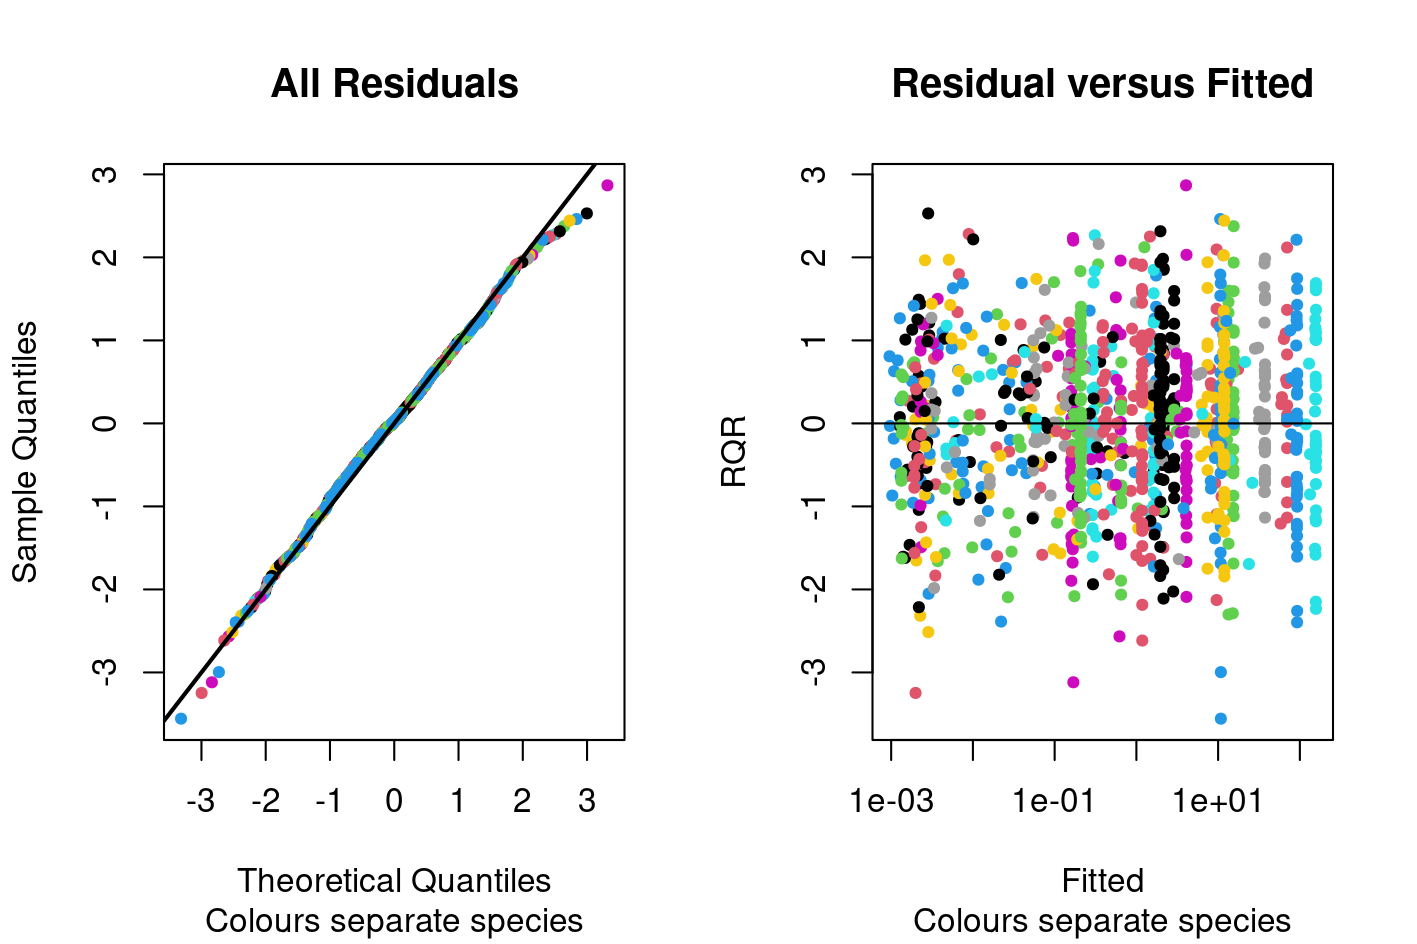 All Residuals
Sample Quantiles
3
2
1
0
-1
-2
-3
-3 -2 -1 0 1 2 3
Theoretical Quantiles
Colours separate species
Residual versus Fitted
RQR
3
2
1
0
-1
-2
-3
1e-03 1e-01 1e+01
Fitted
Colours separate species